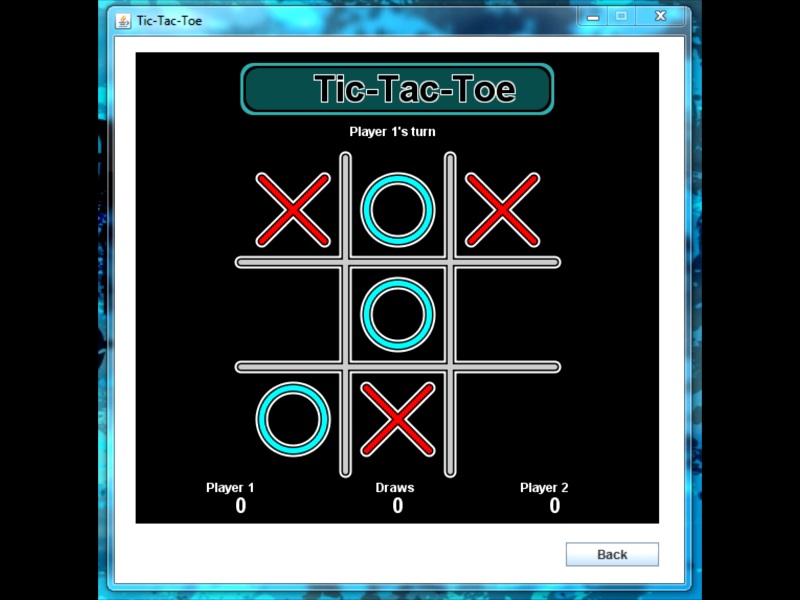 Tic-Tac-Toe
Tic-Tac-Toe
Player 1's turn
Player 1 Draws Player 2
0 0 0
Back